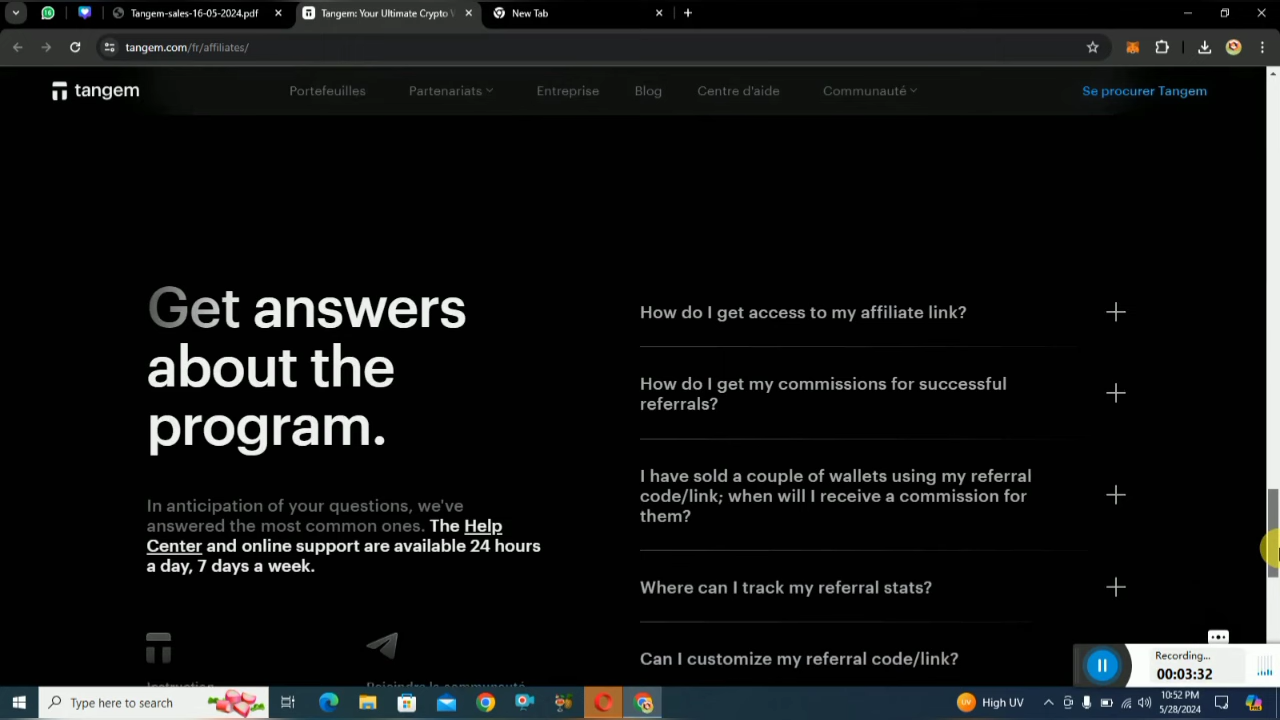 Tangem-sales-16-05-2024.pdf
Tangem: Your Ultimate Crypto
New Tab
tangem.com/fr/affiliates/
tangem
Portefeuilles
Partenariats
Entreprise
Blog
Centre d'aide
Communauté
Se procurer Tangem
Get answers
about the
program.
In anticipation of your questions, we've
answered the most common ones. The Help
Center and online support are available 24 hours
a day, 7 days a week.
How do I get access to my affiliate link?
How do I get my commissions for successful
referrals?
I have sold a couple of wallets using my referral
code/link; when will I receive a commission for
them?
Where can I track my referral stats?
Can I customize my referral code/link?
Instruction
Rejoindre la communauté
Recording...
00:03:32
Type here to search
UV
High UV
10:52 PM
5/28/2024